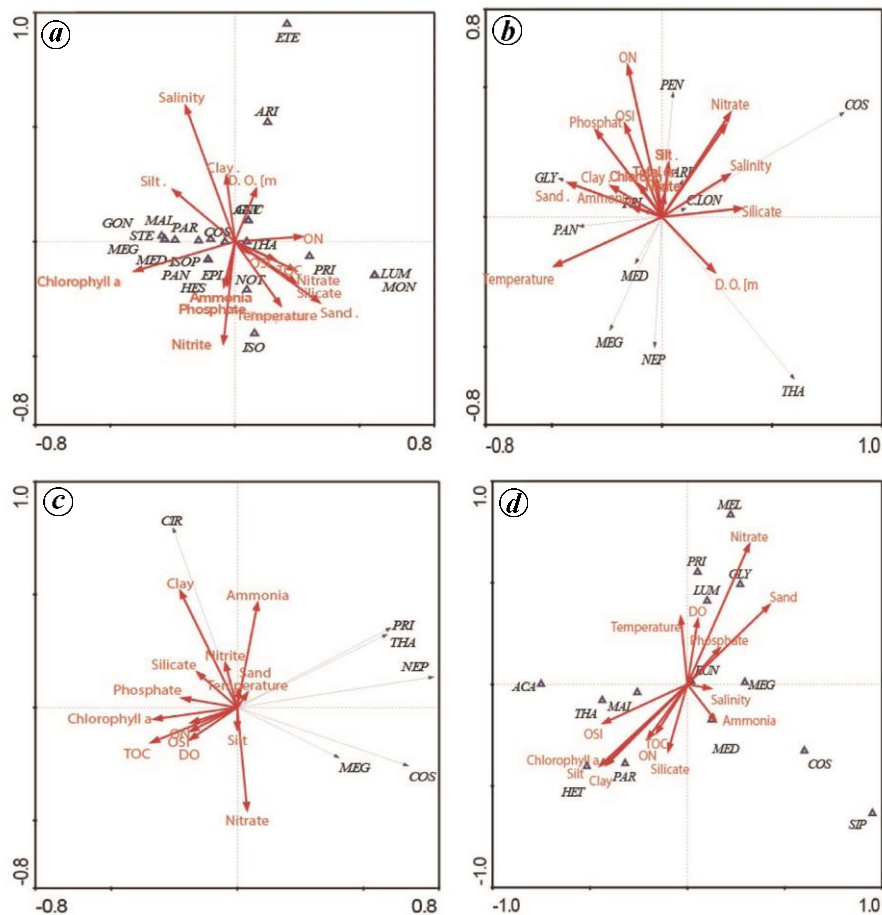 1.0
a
ETE
Salinity
ARI
Clay .
Silt .
D. O. [m
GON MAL PAR
STE COS
ON
MEG MED ISOP THA
TOC PRI
Chlorophyll a PAN EPI Nitrate LUM
HES NOT Silicate MON
Ammonia
Phosphate Temperature Sand .
Nitrite
ISO
-0.8
-0.8 0.8
0.8
b
ON
PEN
Nitrate COS
Phosphat OSI
Silt .
ARI Salinity
GLY Clay .
Sand . Ammon C.LON Silicate
PAN
Temperature MED
D. O. [m
MEG NEP
THA
-0.8
-0.8 1.0
1.0
c
CIR
Clay
Ammonia
PRI
THA
Silicate Nitrite
Sand NEP
Temperature
Phosphate
Chlorophyll a
ON
TOC OSI Silt
DO
MEG COS
Nitrate
-0.8
-0.8 0.8
1.0
d
MEL
Nitrate
PRI
GLY
LUM Sand
DO
Temperature
Phosphate
ACA MEG
THA MAL Salinity
OSI Ammonia
TOC MED
Chlorophyll a ON
Silt Silicate COS
Clay PAR
HET
SIP
-1.0
-1.0 1.0